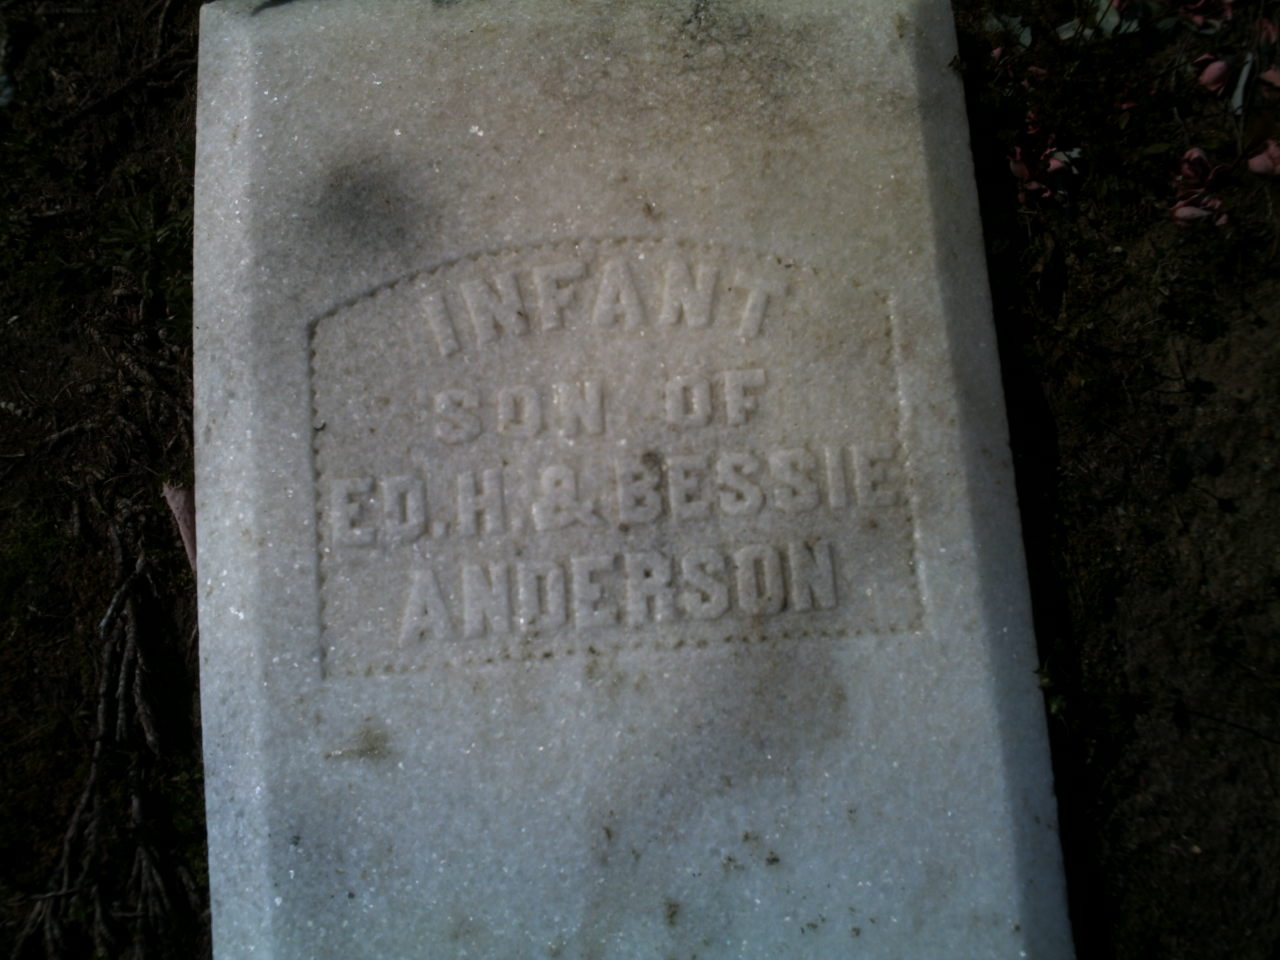 INFANT
SON OF
ED. H. & BESSIE
ANDERSON